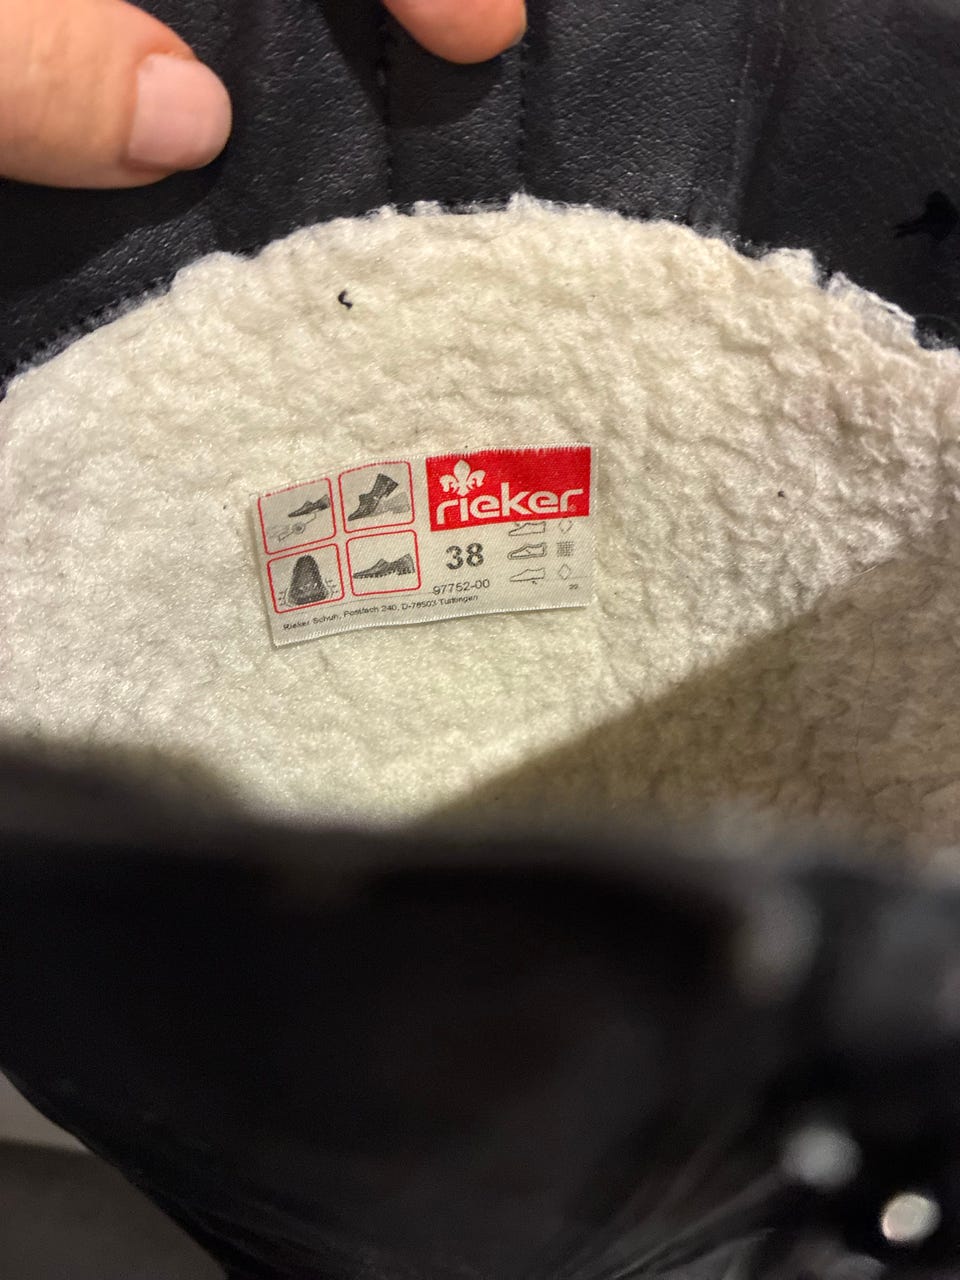 rieker
38
97752-00
Rieker Schuh, Postfach 240, D-78503 Tuttlingen